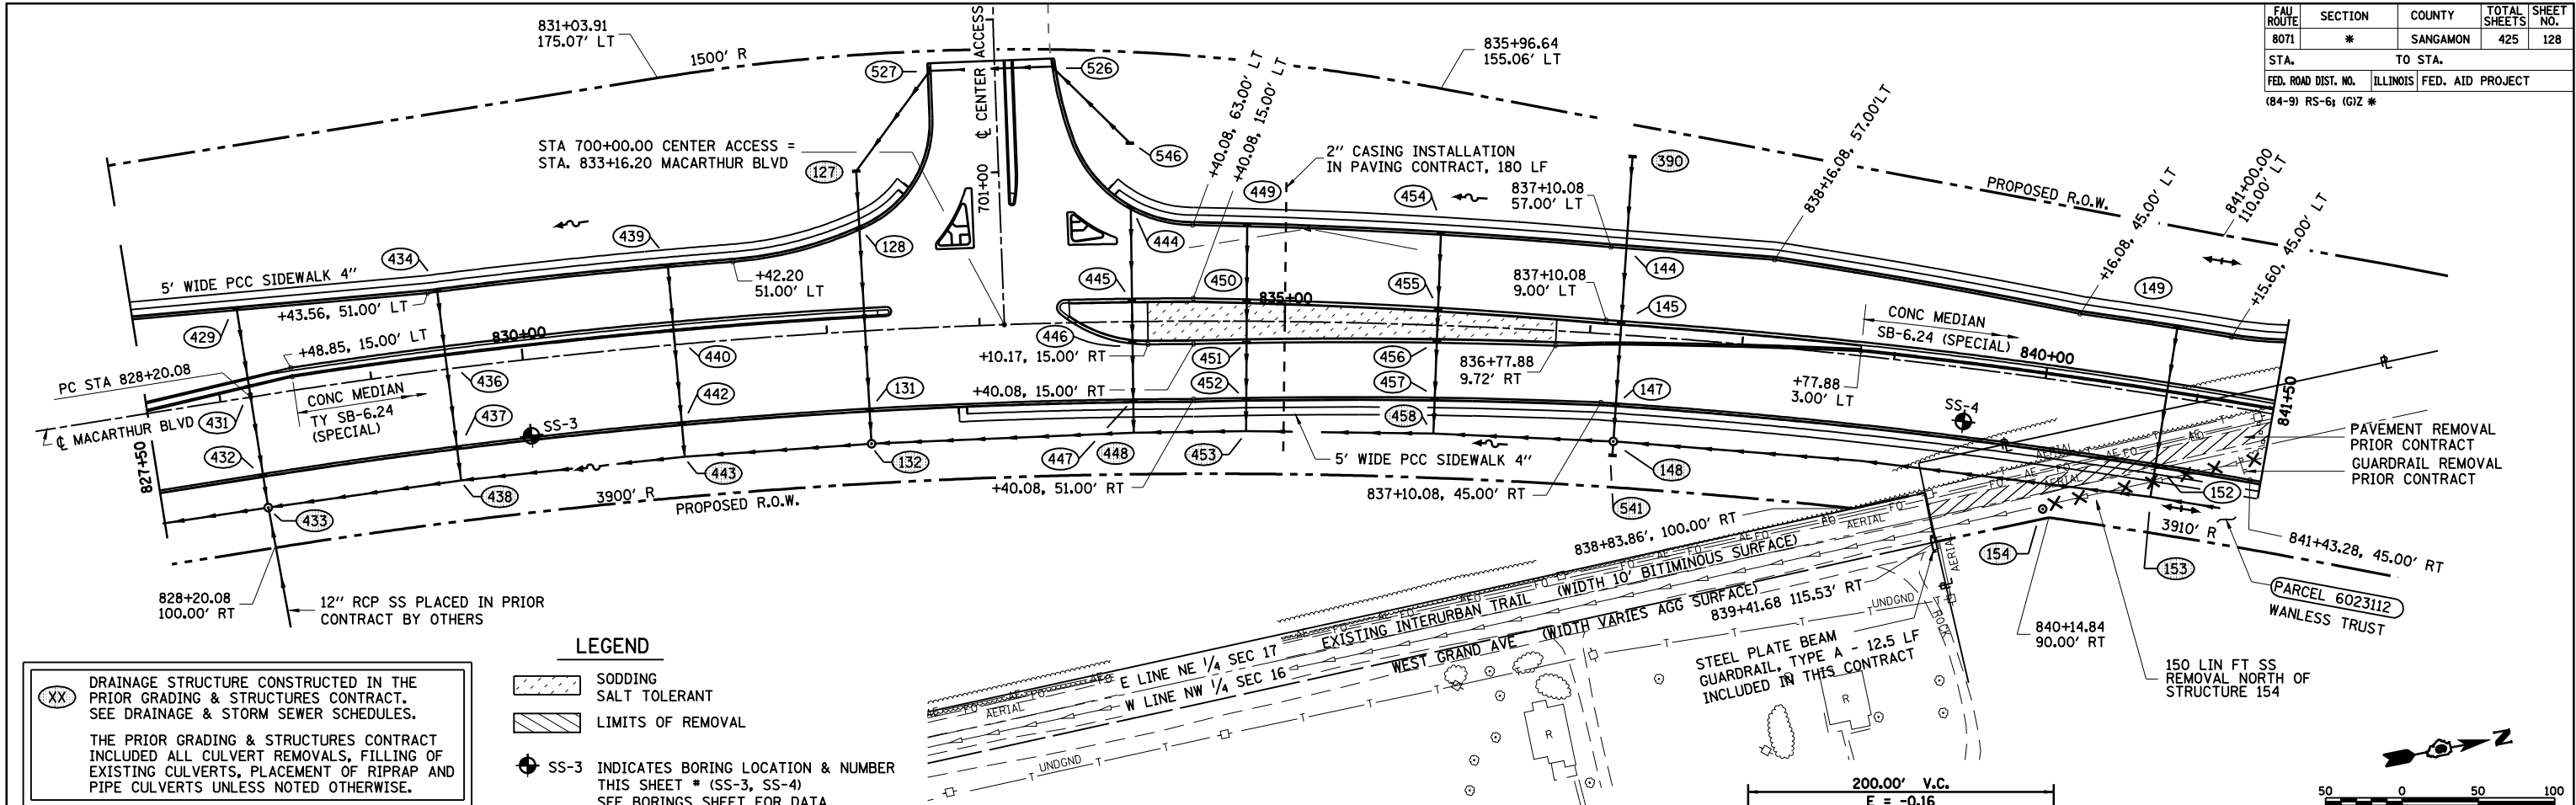 FAU ROUTE
SECTION
COUNTY
TOTAL SHEETS
SHEET NO.
8071
*
SANGAMON
425
128
STA.
TO STA.
FED. ROAD DIST. NO.
ILLINOIS
FED. AID PROJECT
(84-9) RS-6; (G)Z *
831+03.91
175.07' LT
1500' R
527
526
℄ CENTER ACCESS
701+00
835+96.64
155.06' LT
STA 700+00.00 CENTER ACCESS =
STA. 833+16.20 MACARTHUR BLVD
127
128
546
+40.08, 63.00' LT
+40.08, 15.00' LT
2" CASING INSTALLATION
IN PAVING CONTRACT, 180 LF
390
449
454
837+10.08
57.00' LT
838+16.08, 57.00'LT
PROPOSED R.O.W.
+16.08, 45.00' LT
841+00.00
110.00' LT
+15.60, 45.00' LT
149
439
434
5' WIDE PCC SIDEWALK 4"
+43.56, 51.00' LT
+42.20
51.00' LT
429
444
445
450
455
144
145
837+10.08
9.00' LT
835+00
830+00
+48.85, 15.00' LT
PC STA 828+20.08
CONC MEDIAN
TY SB-6.24
(SPECIAL)
℄ MACARTHUR BLVD
431
432
436
437
440
442
131
446
+10.17, 15.00' RT
451
452
456
457
836+77.88
9.72' RT
+40.08, 15.00' RT
CONC MEDIAN
SB-6.24 (SPECIAL)
840+00
+77.88
3.00' LT
147
SS-3
SS-4
827+50
841+50
458
447
448
453
443
132
438
433
148
541
5' WIDE PCC SIDEWALK 4"
+40.08, 51.00' RT
837+10.08, 45.00' RT
3900' R
PROPOSED R.O.W.
828+20.08
100.00' RT
12" RCP SS PLACED IN PRIOR
CONTRACT BY OTHERS
PAVEMENT REMOVAL
PRIOR CONTRACT
GUARDRAIL REMOVAL
PRIOR CONTRACT
152
153
154
3910' R
841+43.28, 45.00' RT
PARCEL 6023112
WANLESS TRUST
838+83.86', 100.00' RT
AERIAL
AERIAL
AERIAL
AERIAL
AERIAL
EXISTING INTERURBAN TRAIL (WIDTH 10' BITIMINOUS SURFACE)
WEST GRAND AVE (WIDTH VARIES AGG SURFACE)
839+41.68 115.53' RT
E LINE NE 1/4 SEC 17
W LINE NW 1/4 SEC 16
UNDGND
UNDGND
ROCK
R
R
STEEL PLATE BEAM
GUARDRAIL, TYPE A - 12.5 LF
INCLUDED IN THIS CONTRACT
840+14.84
90.00' RT
150 LIN FT SS
REMOVAL NORTH OF
STRUCTURE 154
XX
DRAINAGE STRUCTURE CONSTRUCTED IN THE
PRIOR GRADING & STRUCTURES CONTRACT.
SEE DRAINAGE & STORM SEWER SCHEDULES.
THE PRIOR GRADING & STRUCTURES CONTRACT
INCLUDED ALL CULVERT REMOVALS, FILLING OF
EXISTING CULVERTS, PLACEMENT OF RIPRAP AND
PIPE CULVERTS UNLESS NOTED OTHERWISE.
LEGEND
SODDING
SALT TOLERANT
LIMITS OF REMOVAL
SS-3 INDICATES BORING LOCATION & NUMBER
THIS SHEET # (SS-3, SS-4)
SEE BORINGS SHEET FOR DATA
200.00' V.C.
E = -0.16
N
50 0 50 100